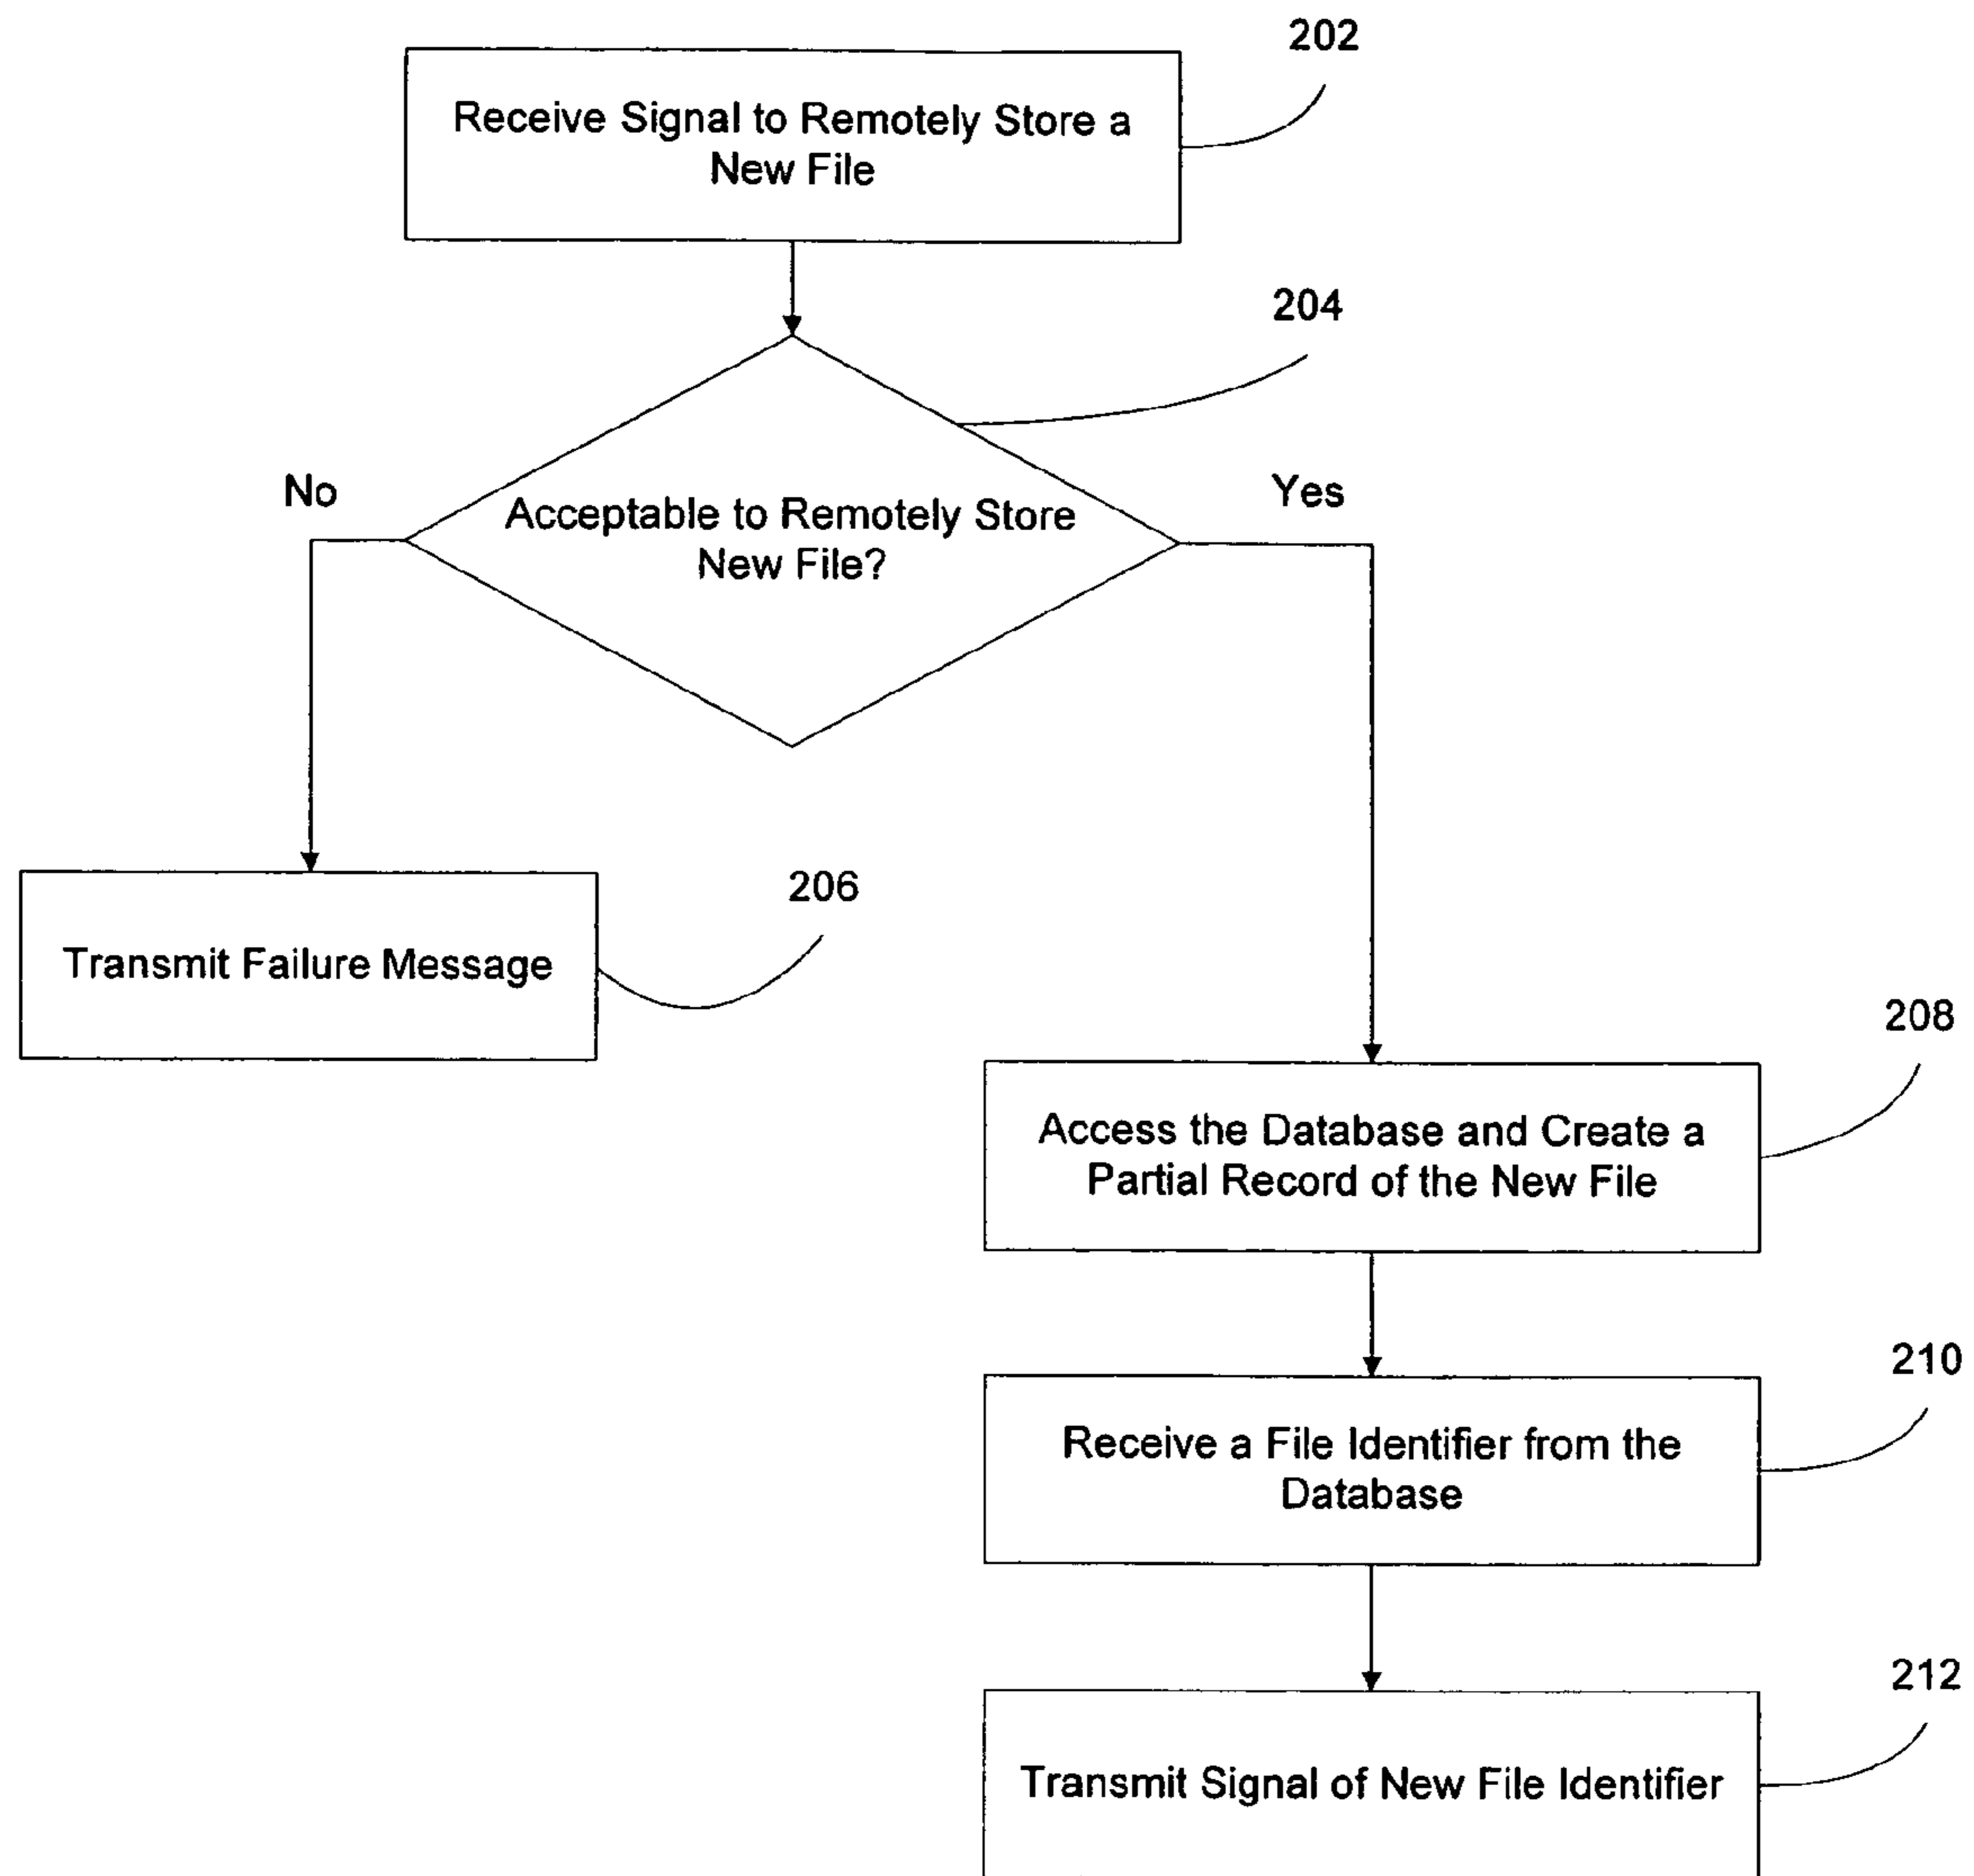 202
Receive Signal to Remotely Store a
New File
204
No
Yes
Acceptable to Remotely Store
New File?
206
Transmit Failure Message
208
Access the Database and Create a
Partial Record of the New File
210
Receive a File Identifier from the
Database
212
Transmit Signal of New File Identifier